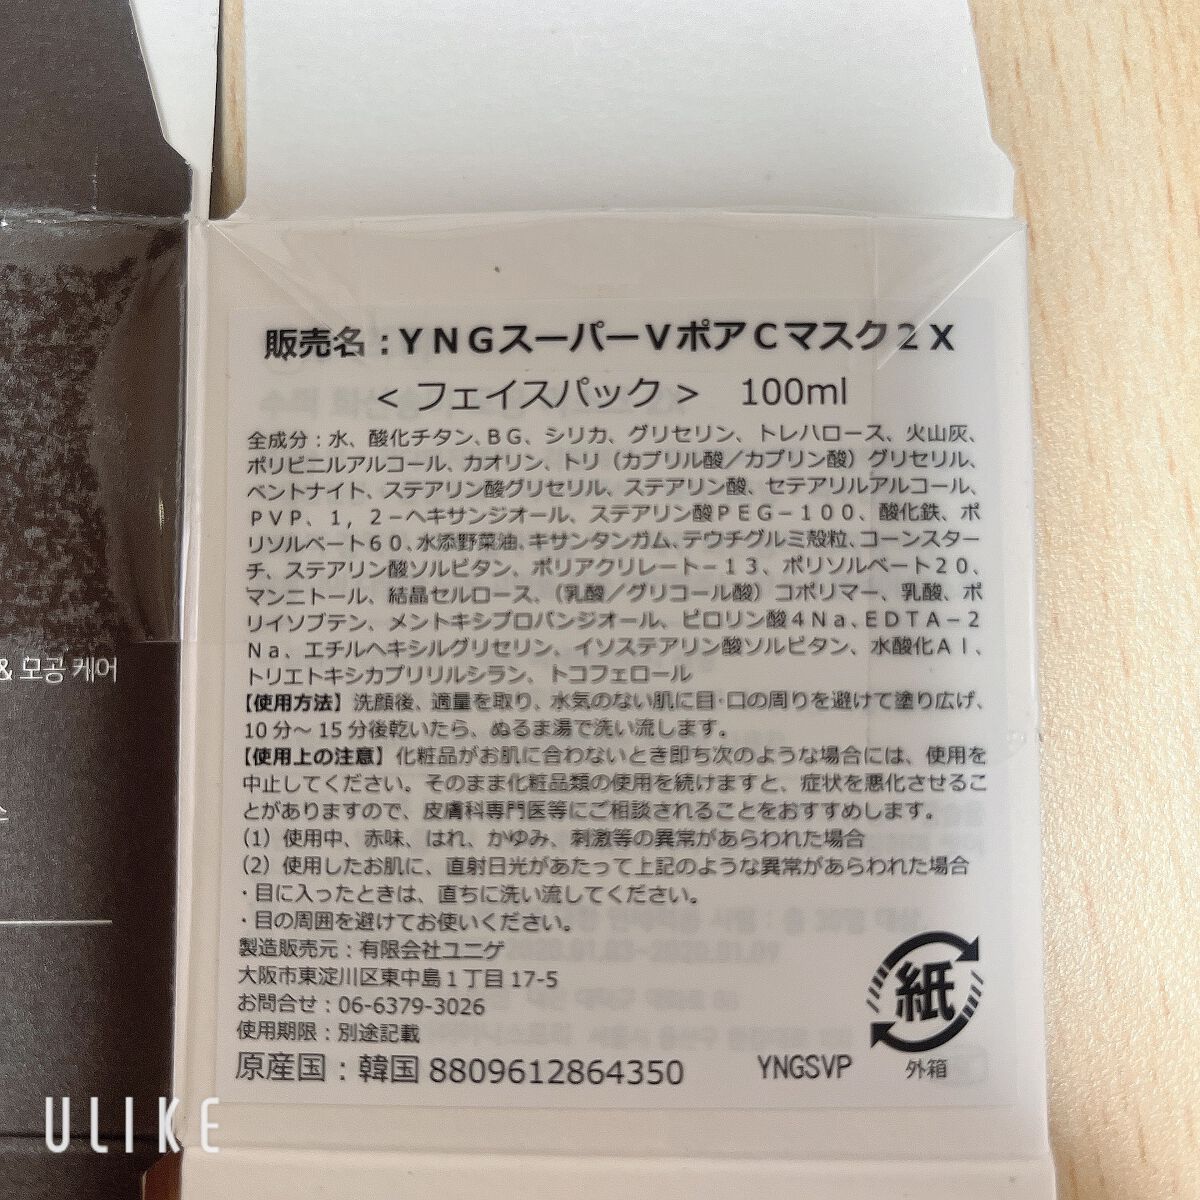 販売名：ＹＮＧスーパーＶポアＣマスク２Ｘ
＜フェイスパック＞ 100ml
全成分：水、酸化チタン、ＢＧ、シリカ、グリセリン、トレハロース、火山灰、
ポリビニルアルコール、カオリン、トリ（カプリル酸／カプリン酸）グリセリル、
ベントナイト、ステアリン酸グリセリル、ステアリン酸、セテアリルアルコール、
ＰＶＰ、１，２－ヘキサンジオール、ステアリン酸ＰＥＧ－１００、酸化鉄、ポ
リソルベート６０、水添野菜油、キサンタンガム、テウチグルミ殻粒、コーンスター
チ、ステアリン酸ソルビタン、ポリアクリレート－１３、ポリソルベート２０、
マンニトール、結晶セルロース、（乳酸／グリコール酸）コポリマー、乳酸、ポ
リイソブテン、メントキシプロパンジオール、ピロリン酸４Ｎａ、ＥＤＴＡ－２
Ｎａ、エチルヘキシルグリセリン、イソステアリン酸ソルビタン、水酸化Ａｌ、
トリエトキシカプリリルシラン、トコフェロール
【使用方法】洗顔後、適量を取り、水気のない肌に目・口の周りを避けて塗り広げ、
10分～15分後乾いたら、ぬるま湯で洗い流します。
【使用上の注意】化粧品がお肌に合わないとき即ち次のような場合には、使用を
中止してください。そのまま化粧品類の使用を続けますと、症状を悪化させるこ
とがありますので、皮膚科専門医等にご相談されることをおすすめします。
(1) 使用中、赤味、はれ、かゆみ、刺激等の異常があらわれた場合
(2) 使用したお肌に、直射日光があたって上記のような異常があらわれた場合
・目に入ったときは、直ちに洗い流してください。
・目の周囲を避けてお使いください。
製造販売元：有限会社ユニゲ
大阪市東淀川区東中島１丁目17-5
お問合せ：06-6379-3026
使用期限：別途記載
原産国：韓国 8809612864350 YNGSVP
紙
外箱
& 모공 케어
ULIKE